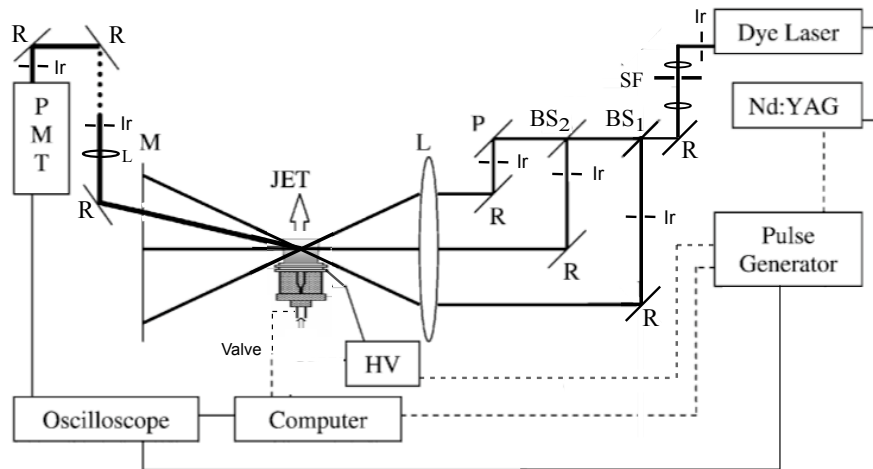 R
R
Ir
Dye Laser
Ir
SF
P
M
T
Ir
L
M
P
BS2
BS1
Nd:YAG
Ir
Ir
R
R
JET
L
R
Ir
Pulse
Generator
R
R
Valve
HV
Oscilloscope
Computer